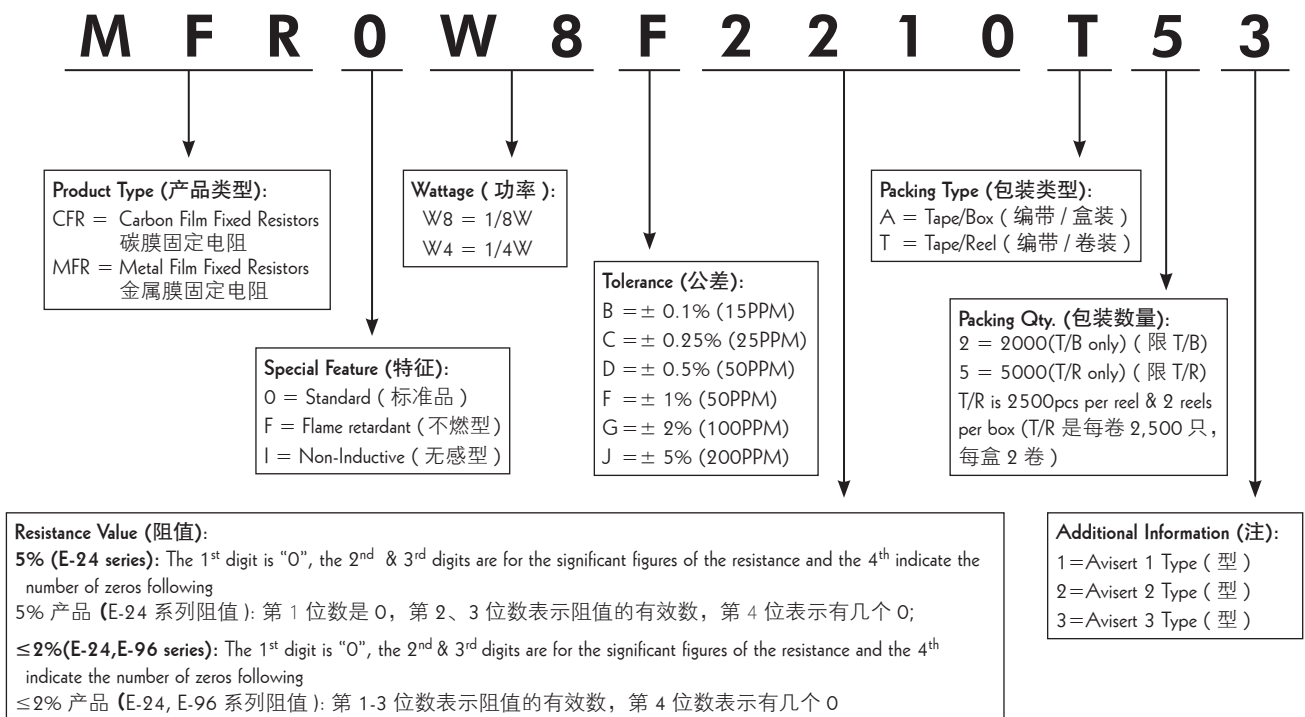 M F R 0 W 8 F 2 2 1 0 T 5 3
Product Type (产品类型):
CFR = Carbon Film Fixed Resistors
碳膜固定电阻
MFR = Metal Film Fixed Resistors
金属膜固定电阻
Wattage ( 功率 ):
W8 = 1/8W
W4 = 1/4W
Packing Type (包装类型):
A = Tape/Box ( 编带 / 盒装 )
T = Tape/Reel ( 编带 / 卷装 )
Special Feature (特征):
0 = Standard ( 标准品 )
F = Flame retardant ( 不燃型 )
I = Non-Inductive ( 无感型 )
Tolerance (公差):
B =± 0.1% (15PPM)
C =± 0.25% (25PPM)
D =± 0.5% (50PPM)
F =± 1% (50PPM)
G =± 2% (100PPM)
J =± 5% (200PPM)
Packing Qty. (包装数量):
2 = 2000(T/B only) ( 限 T/B)
5 = 5000(T/R only) ( 限 T/R)
T/R is 2500pcs per reel & 2 reels
per box (T/R 是每卷 2,500 只，
每盒 2 卷 )
Resistance Value (阻值):
5% (E-24 series): The 1st digit is “0”, the 2nd & 3rd digits are for the significant figures of the resistance and the 4th indicate the
number of zeros following
5% 产品 (E-24 系列阻值 ): 第 1 位数是 0，第 2、3 位数表示阻值的有效数，第 4 位表示有几个 0;
≤2%(E-24,E-96 series): The 1st digit is “0”, the 2nd & 3rd digits are for the significant figures of the resistance and the 4th
indicate the number of zeros following
≤2% 产品 (E-24, E-96 系列阻值 ): 第 1-3 位数表示阻值的有效数，第 4 位数表示有几个 0
Additional Information (注):
1=Avisert 1 Type ( 型 )
2=Avisert 2 Type ( 型 )
3=Avisert 3 Type ( 型 )